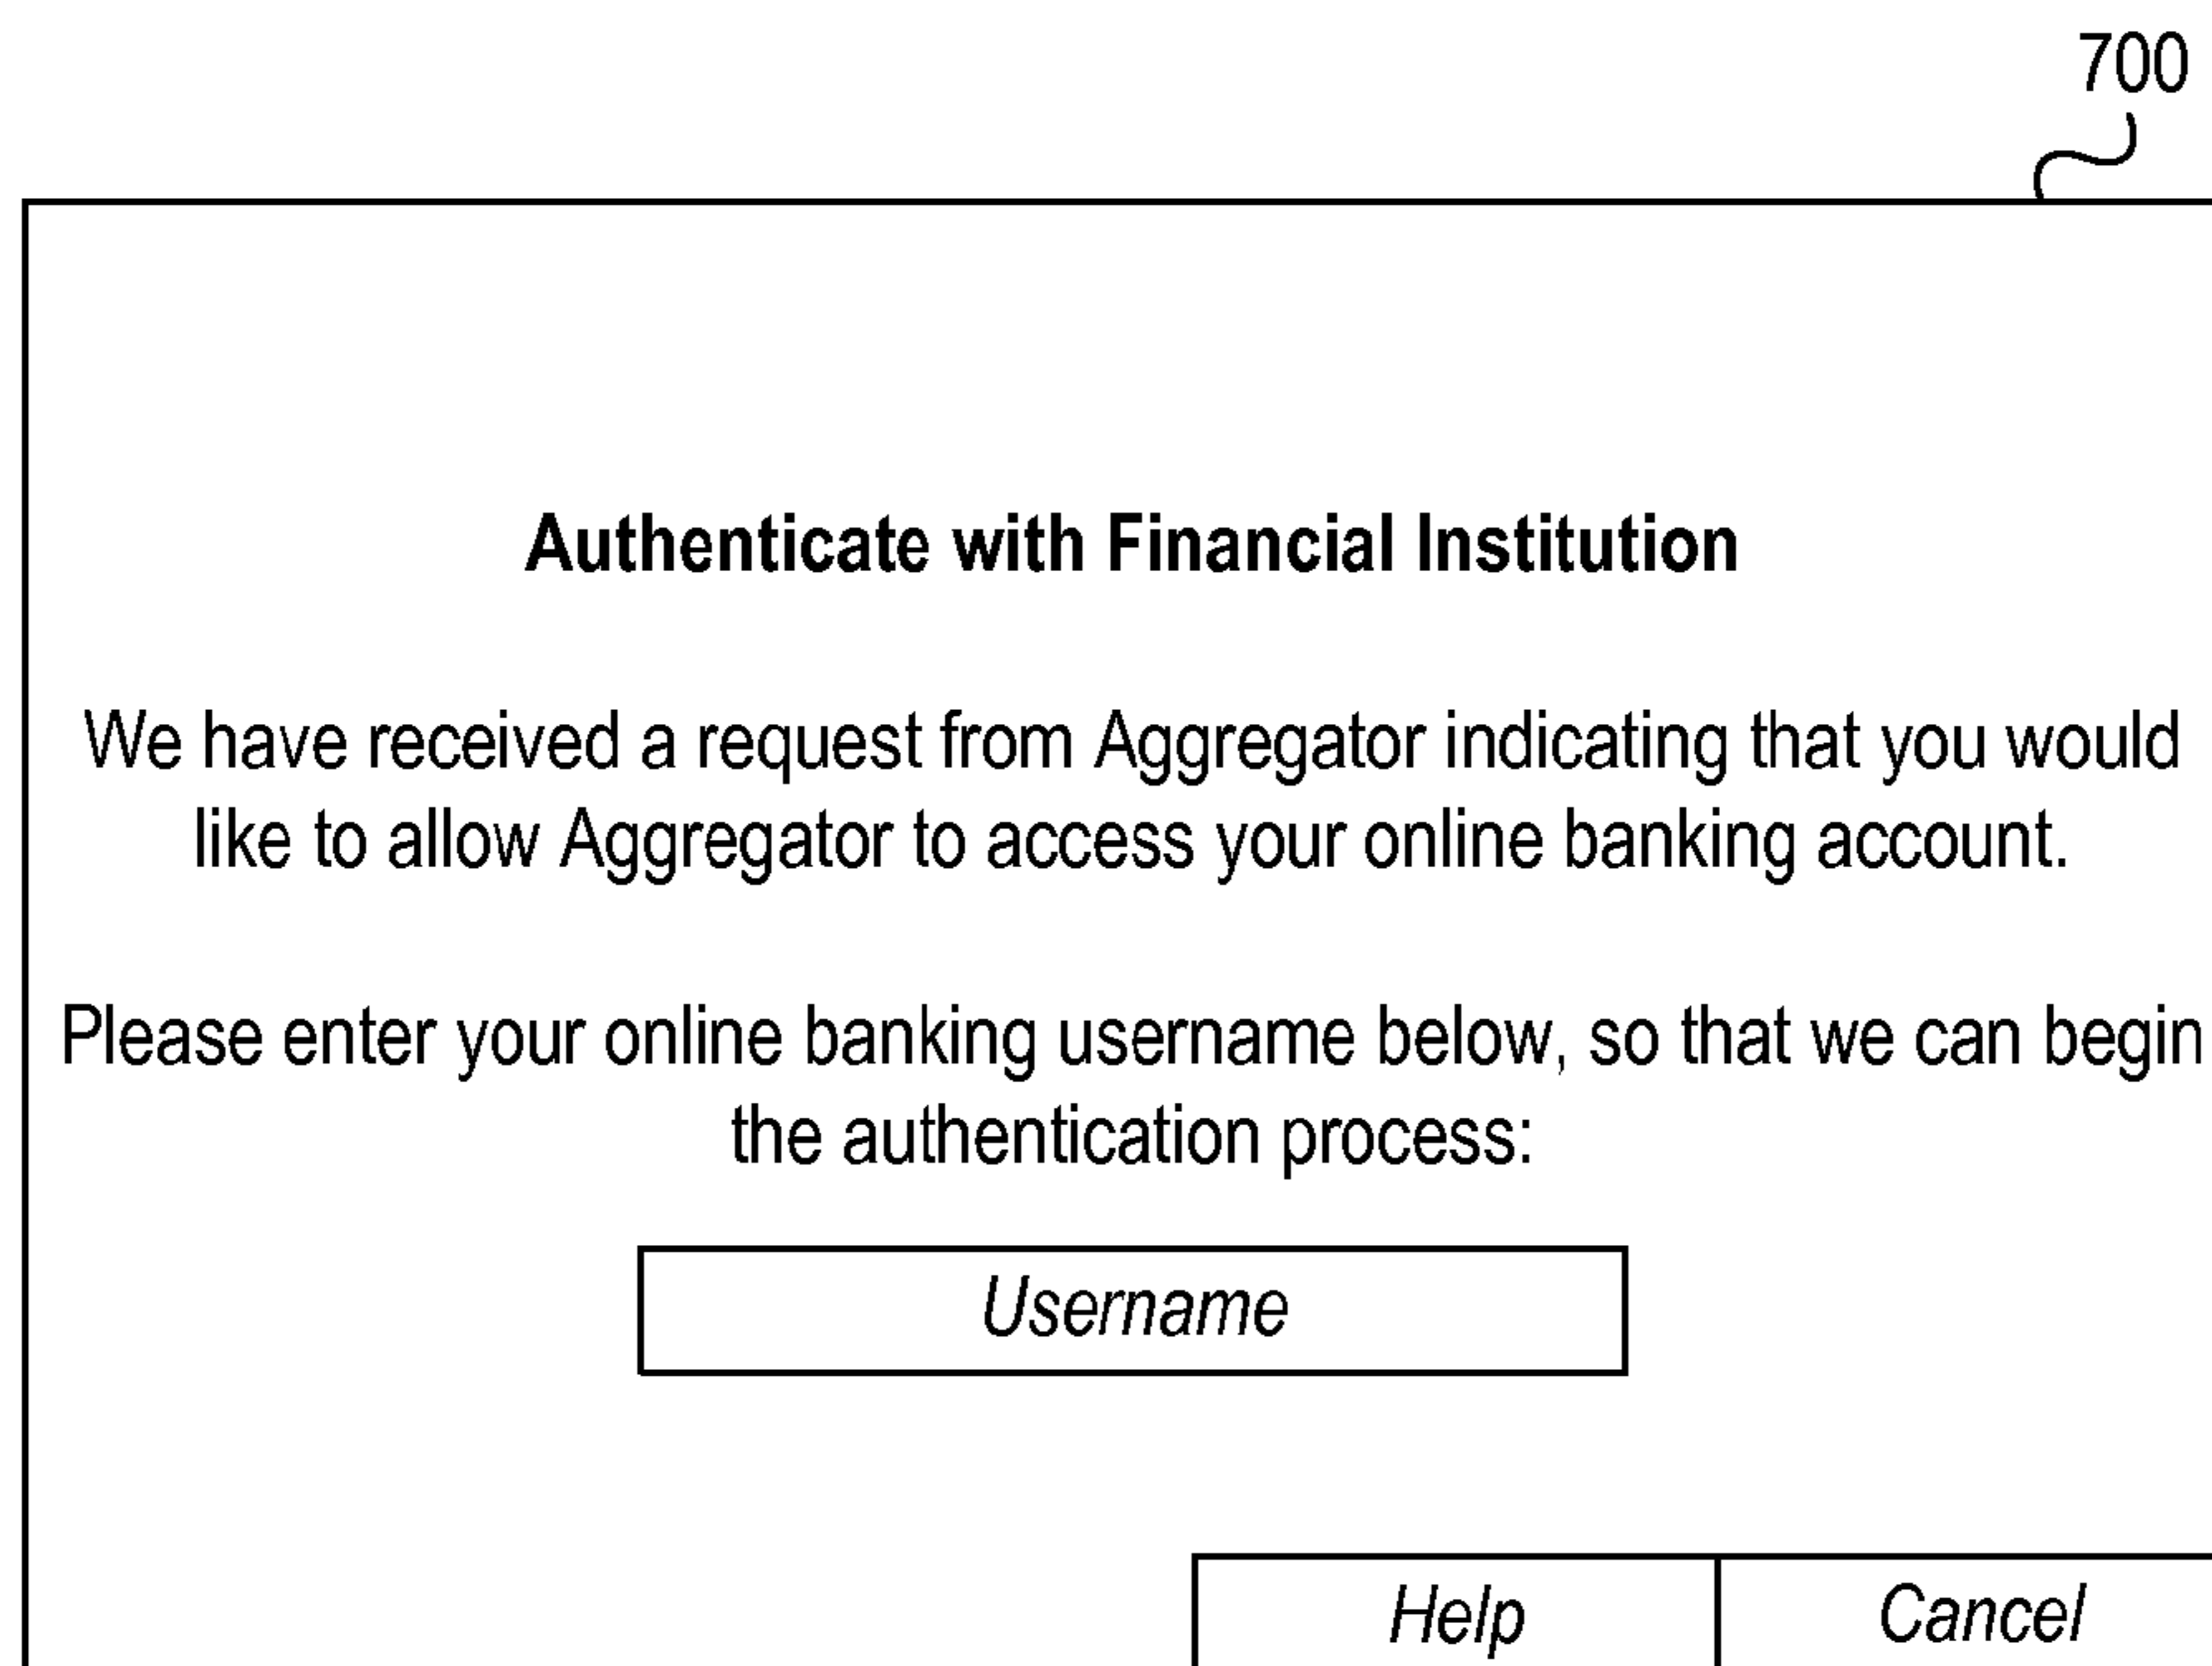 700
Authenticate with Financial Institution
We have received a request from Aggregator indicating that you would
like to allow Aggregator to access your online banking account.
Please enter your online banking username below, so that we can begin
the authentication process:
Username
Help Cancel